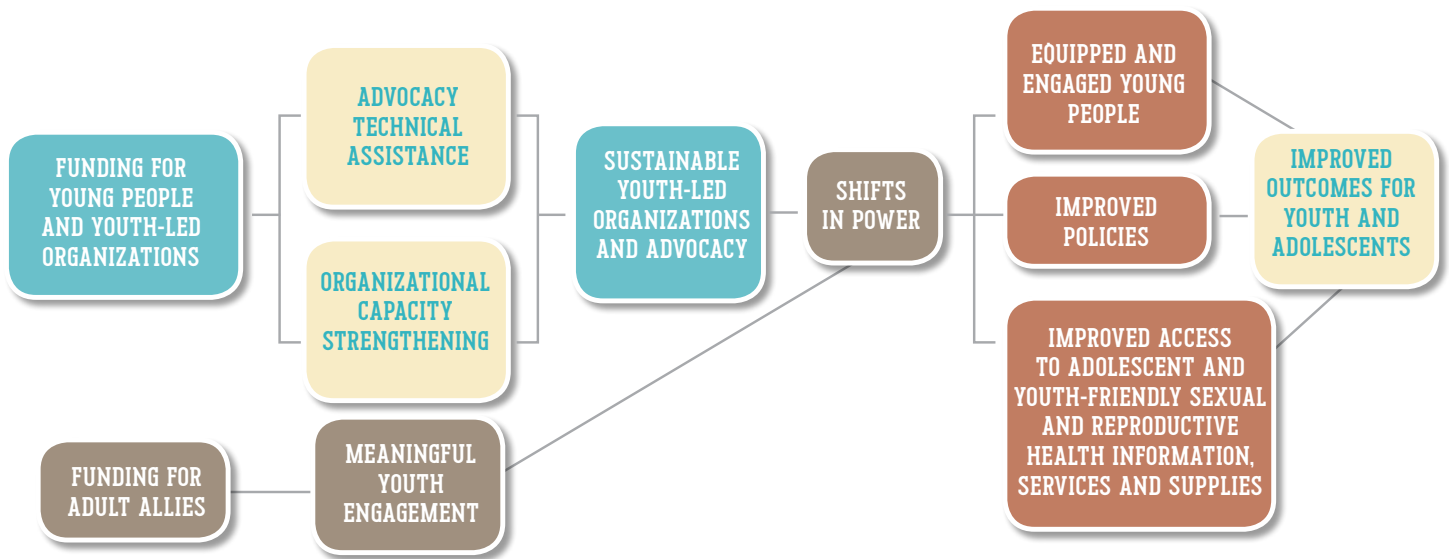 FUNDING FOR
YOUNG PEOPLE
AND YOUTH-LED
ORGANIZATIONS
ADVOCACY
TECHNICAL
ASSISTANCE
ORGANIZATIONAL
CAPACITY
STRENGTHENING
SUSTAINABLE
YOUTH-LED
ORGANIZATIONS
AND ADVOCACY
FUNDING FOR
ADULT ALLIES
MEANINGFUL
YOUTH
ENGAGEMENT
SHIFTS
IN POWER
EQUIPPED AND
ENGAGED YOUNG
PEOPLE
IMPROVED
POLICIES
IMPROVED ACCESS
TO ADOLESCENT AND
YOUTH-FRIENDLY SEXUAL
AND REPRODUCTIVE
HEALTH INFORMATION,
SERVICES AND SUPPLIES
IMPROVED
OUTCOMES FOR
YOUTH AND
ADOLESCENTS